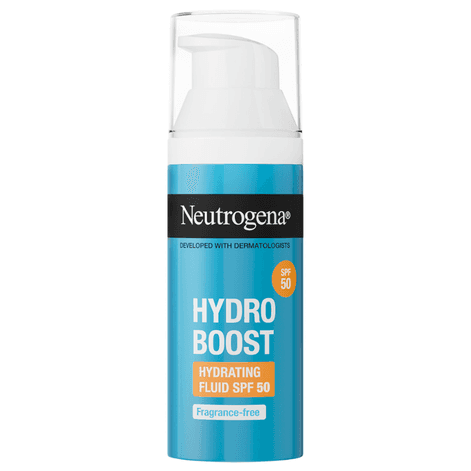 Neutrogena®
DEVELOPED WITH DERMATOLOGISTS
SPF
50
HYDRO
BOOST
HYDRATING
FLUID SPF 50
Fragrance-free